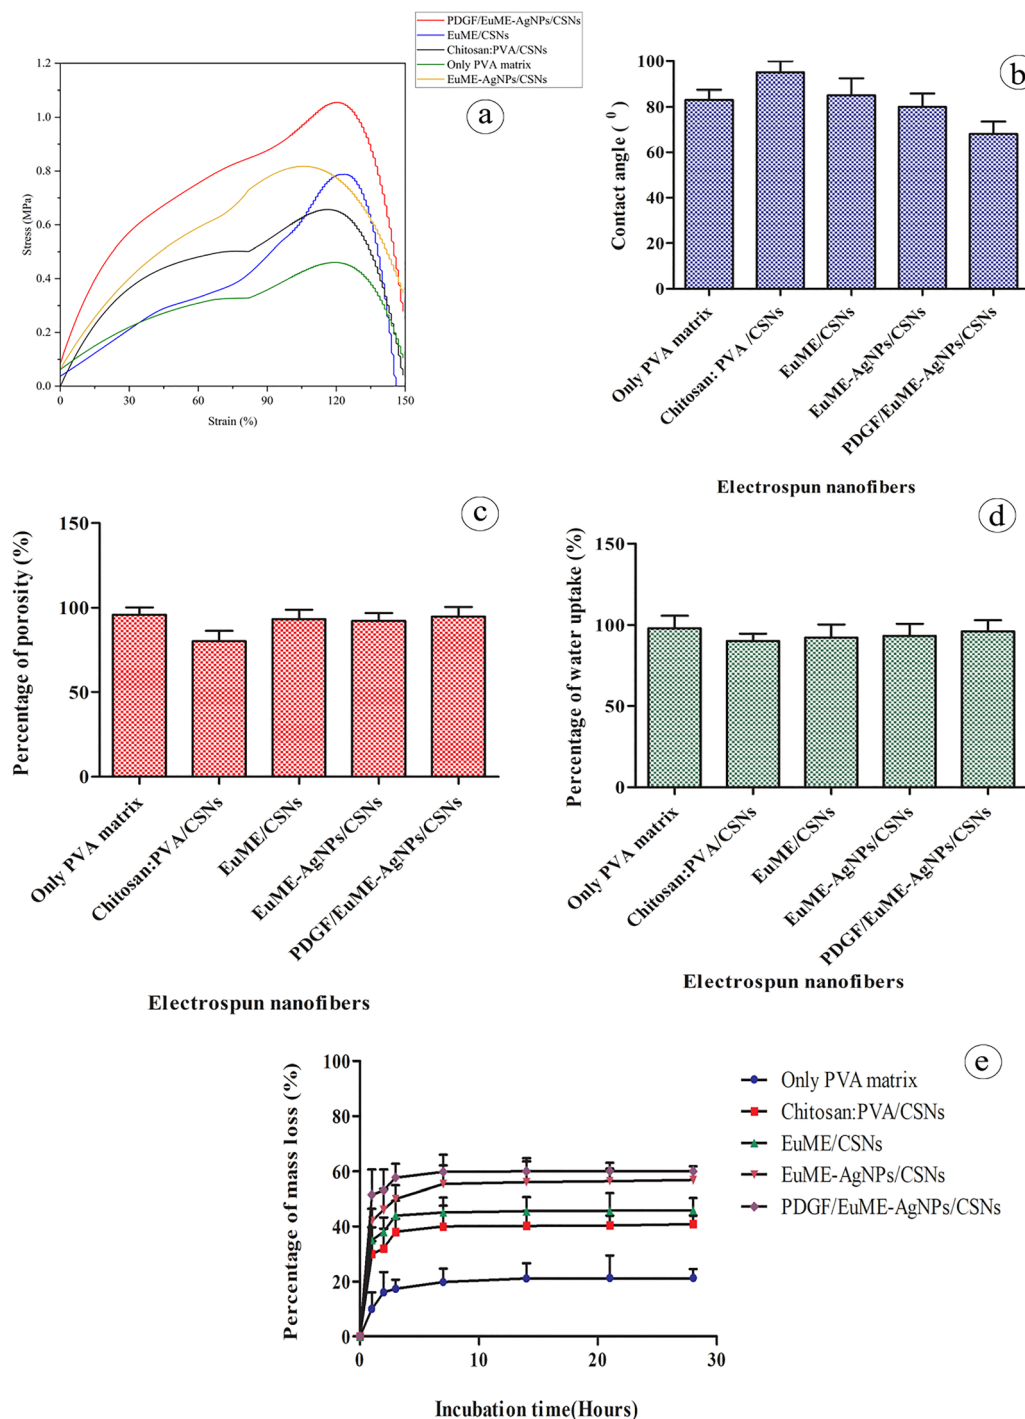 PDGF/EuME-AgNPs/CSNs
EuME/CSNs
Chitosan:PVA/CSNs
Only PVA matrix
EuME-AgNPs/CSNs
a
1.2
1.0
0.8
0.6
0.4
0.2
0.0
Stress (MPa)
0 30 60 90 120 150
Strain (%)
b
100
80
60
40
20
0
Contact angle ( 0 )
Only PVA matrix
Chitosan: PVA /CSNs
EuME/CSNs
EuME-AgNPs/CSNs
PDGF/EuME-AgNPs/CSNs
Electrospun nanofibers
c
150
100
50
0
Percentage of porosity (%)
Only PVA matrix
Chitosan:PVA/CSNs
EuME/CSNs
EuME-AgNPs/CSNs
PDGF/EuME-AgNPs/CSNs
Electrospun nanofibers
d
150
100
50
0
Percentage of water uptake (%)
Only PVA matrix
Chitosan:PVA/CSNs
EuME/CSNs
EuME-AgNPs/CSNs
PDGF/EuME-AgNPs/CSNs
Electrospun nanofibers
e
100
80
60
40
20
0
Percentage of mass loss (%)
0 10 20 30
Incubation time(Hours)
Only PVA matrix
Chitosan:PVA/CSNs
EuME/CSNs
EuME-AgNPs/CSNs
PDGF/EuME-AgNPs/CSNs